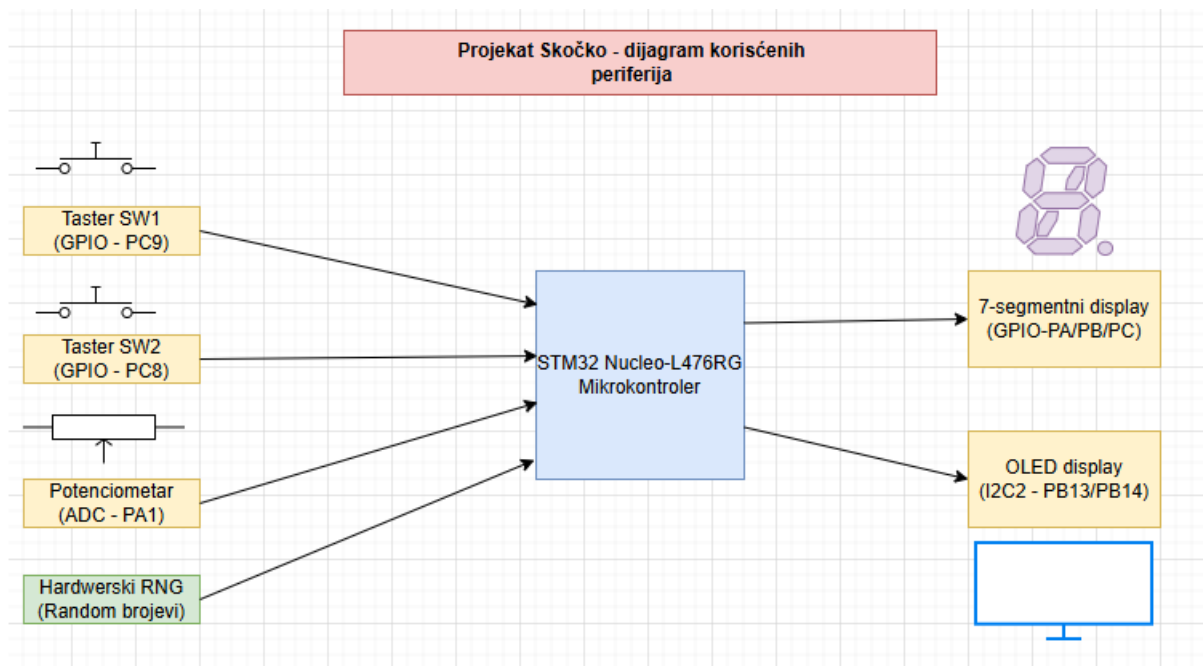 Projekat Skočko - dijagram korisćenih
periferija
Taster SW1
(GPIO - PC9)
Taster SW2
(GPIO - PC8)
Potenciometar
(ADC - PA1)
Hardwerski RNG
(Random brojevi)
STM32 Nucleo-L476RG
Mikrokontroler
7-segmentni display
(GPIO-PA/PB/PC)
OLED display
(I2C2 - PB13/PB14)